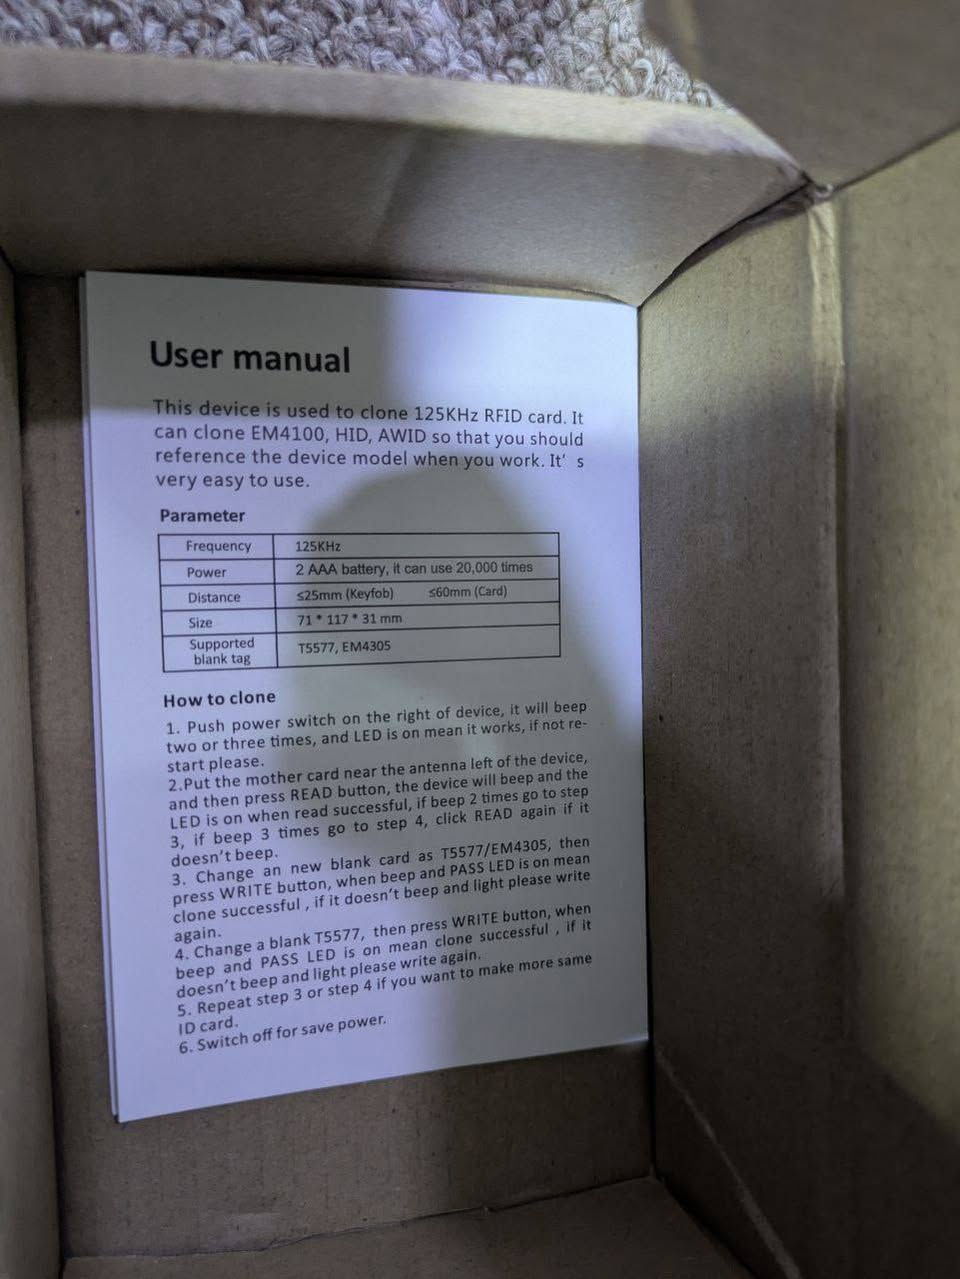 User manual
This device is used to clone 125KHz RFID card. It
can clone EM4100, HID, AWID so that you should
reference the device model when you work. It's
very easy to use.
Parameter
Frequency 125KHz
Power 2 AAA battery, it can use 20,000 times
Distance ≤25mm (Keyfob) ≤60mm (Card)
Size 71 * 117 * 31 mm
Supported
blank tag T5577, EM4305
How to clone
1. Push power switch on the right of device, it will beep
two or three times, and LED is on mean it works, if not re-
start please.
2.Put the mother card near the antenna left of the device,
and then press READ button, the device will beep and the
LED is on when read successful, if beep 2 times go to step
3, if beep 3 times go to step 4, click READ again if it
doesn't beep.
3. Change an new blank card as T5577/EM4305, then
press WRITE button, when beep and PASS LED is on mean
clone successful , if it doesn't beep and light please write
again.
4. Change a blank T5577, then press WRITE button, when
beep and PASS LED is on mean clone successful , if it
doesn't beep and light please write again.
5. Repeat step 3 or step 4 if you want to make more same
ID card.
6. Switch off for save power.